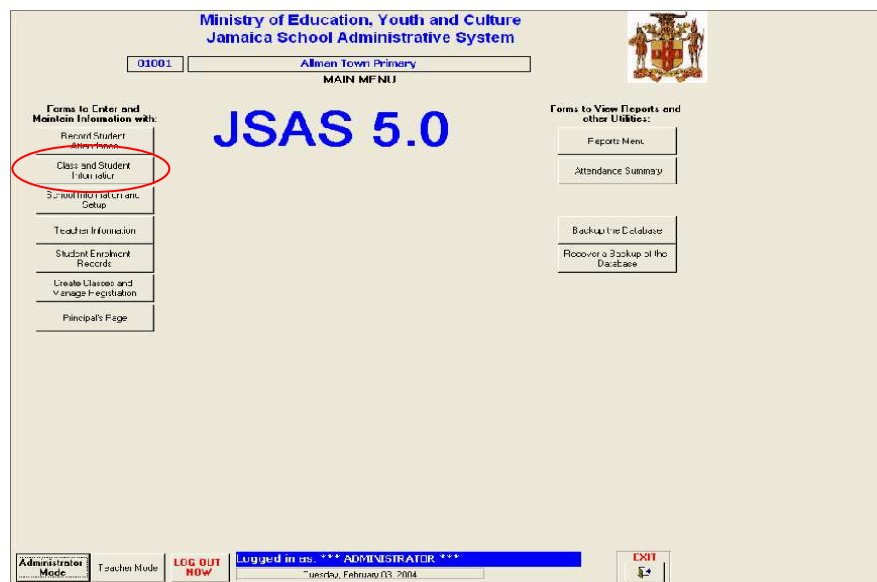 Ministry of Education, Youth and Culture
Jamaica School Administrative System
01001
Allman Town Primary
MAIN MENU
Forms to Enter and
Maintain Information with:
JSAS 5.0
Forms to View Reports and
other Utilities:
Record Student
Attendance
Class and Student
Information
School Information and
Setup
Teacher Information
Student Enrolment
Records
Create Classes and
Manage Registration
Principal's Page
Reports Menu
Attendance Summary
Backup the Database
Recover a Backup of the
Database
Administrator
Mode
Teacher Mode
LOG OUT
NOW
Logged in as: *** ADMINISTRATOR ***
Tuesday, February 03, 2004
EXIT